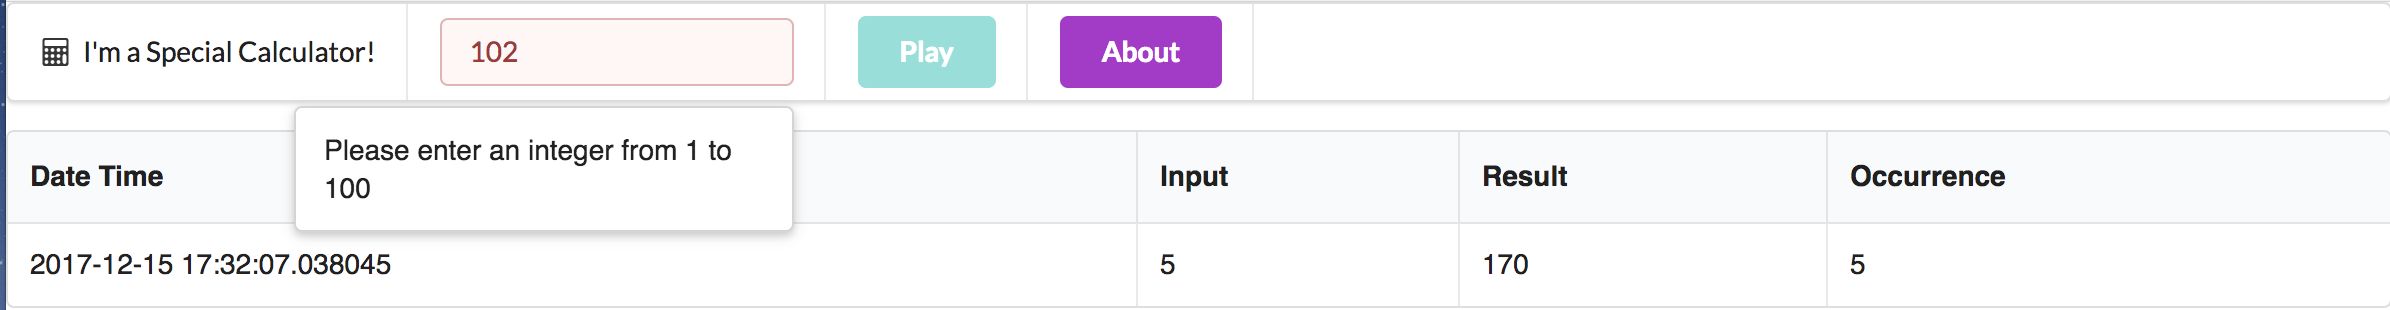 I'm a Special Calculator! 102 Play About
Please enter an integer from 1 to
100
Date Time Input Result Occurrence
2017-12-15 17:32:07.038045 5 170 5